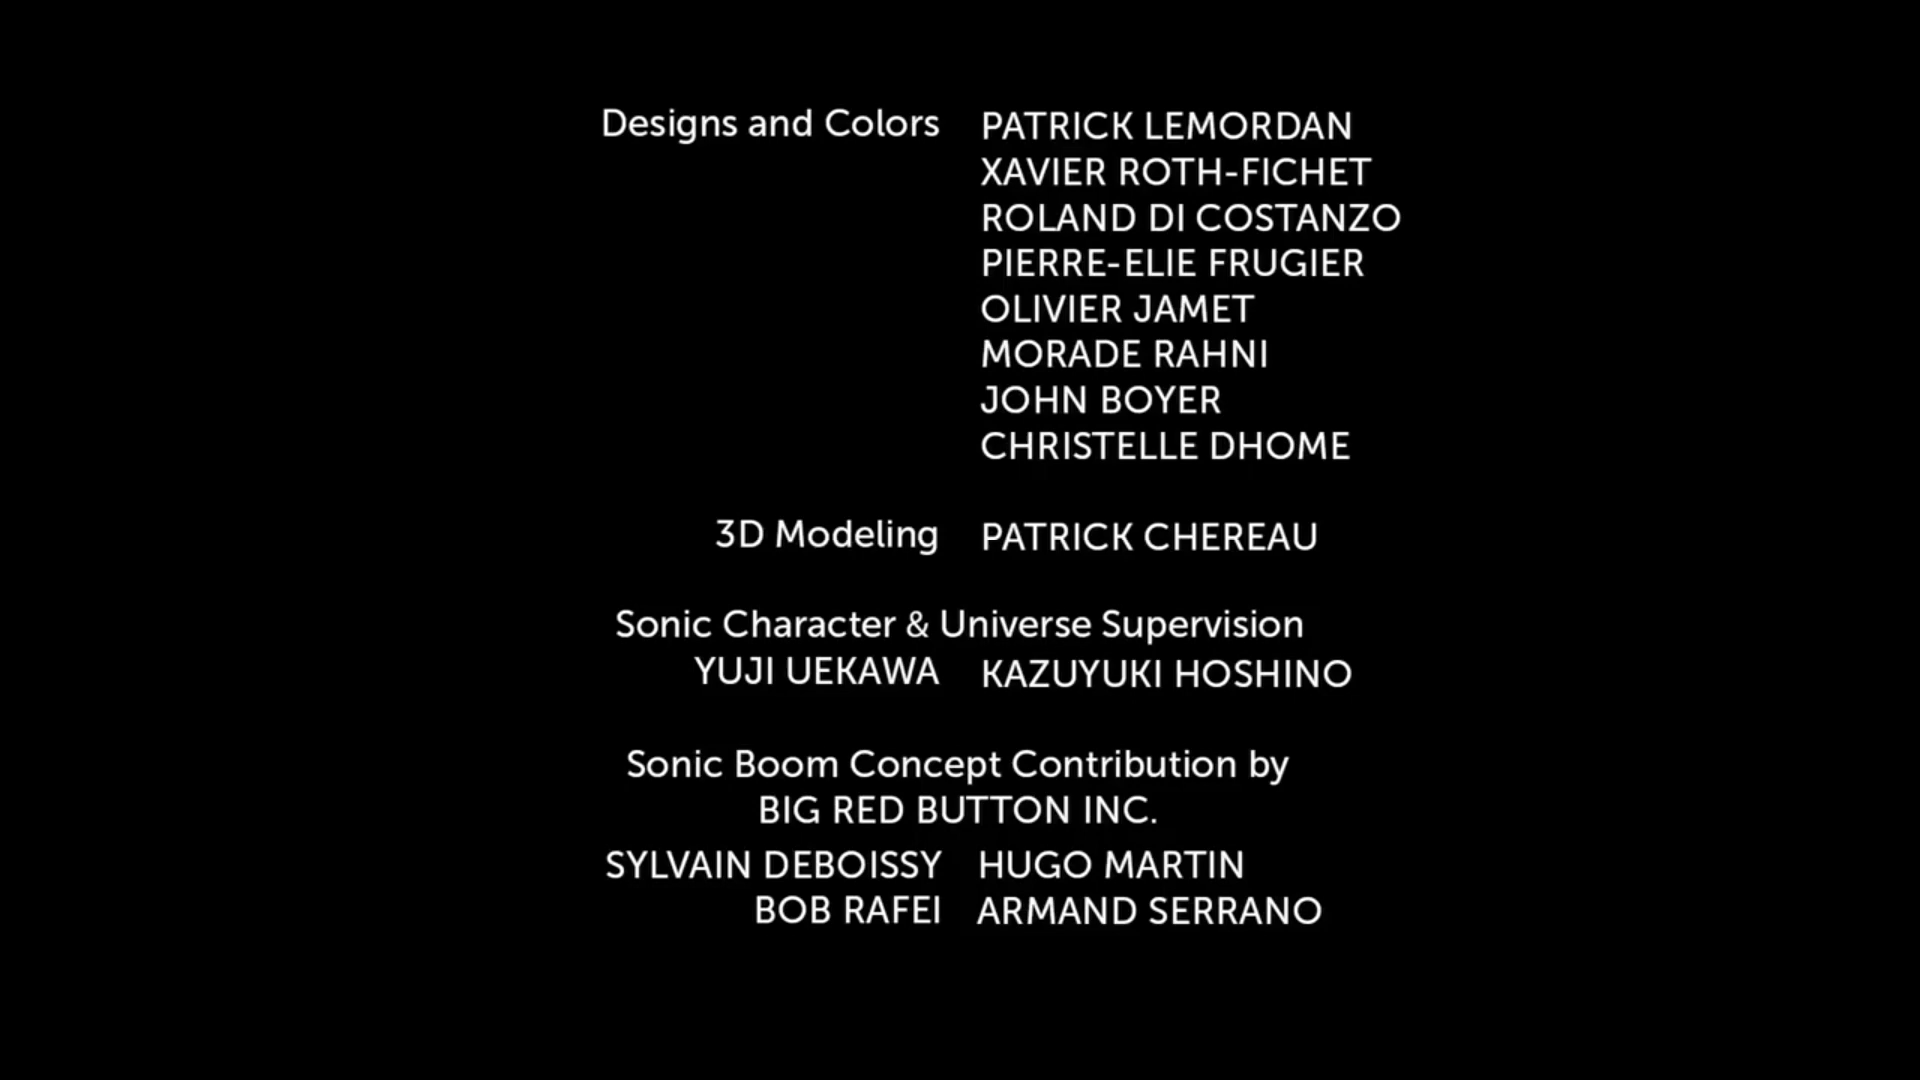 Designs and Colors PATRICK LEMORDAN
XAVIER ROTH-FICHET
ROLAND DI COSTANZO
PIERRE-ELIE FRUGIER
OLIVIER JAMET
MORADE RAHNI
JOHN BOYER
CHRISTELLE DHOME
3D Modeling PATRICK CHEREAU
Sonic Character & Universe Supervision
YUJI UEKAWA KAZUYUKI HOSHINO
Sonic Boom Concept Contribution by
BIG RED BUTTON INC.
SYLVAIN DEBOISSY HUGO MARTIN
BOB RAFEI ARMAND SERRANO